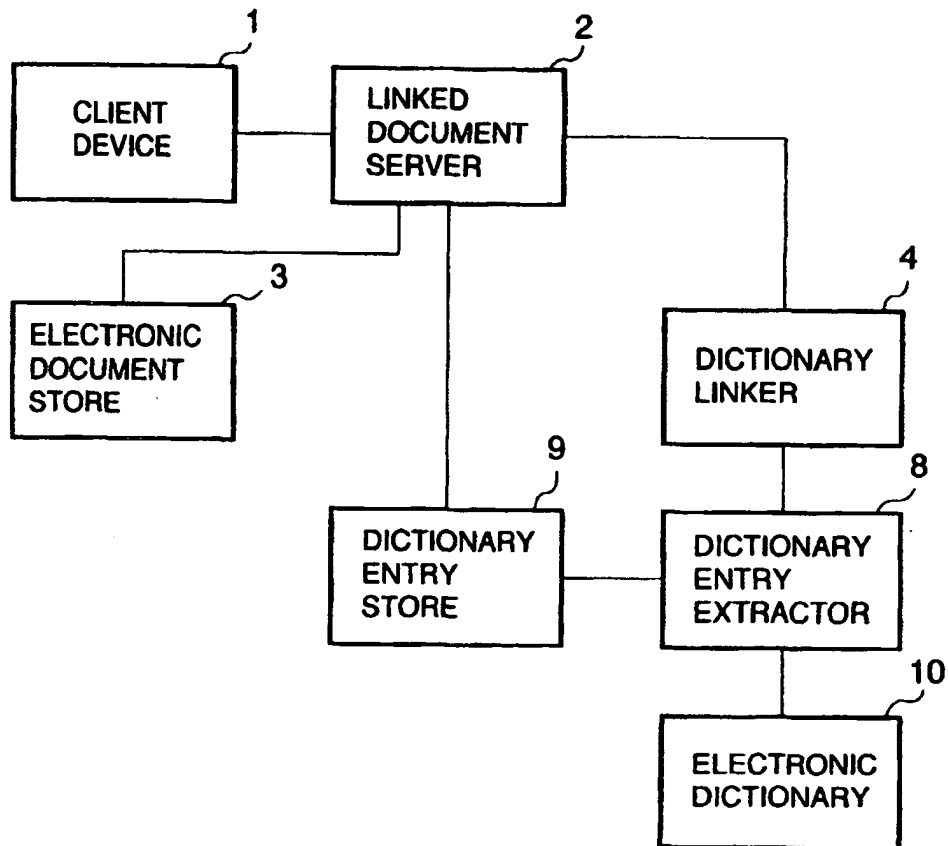 1
CLIENT
DEVICE
2
LINKED
DOCUMENT
SERVER
3
ELECTRONIC
DOCUMENT
STORE
4
DICTIONARY
LINKER
9
DICTIONARY
ENTRY
STORE
8
DICTIONARY
ENTRY
EXTRACTOR
10
ELECTRONIC
DICTIONARY